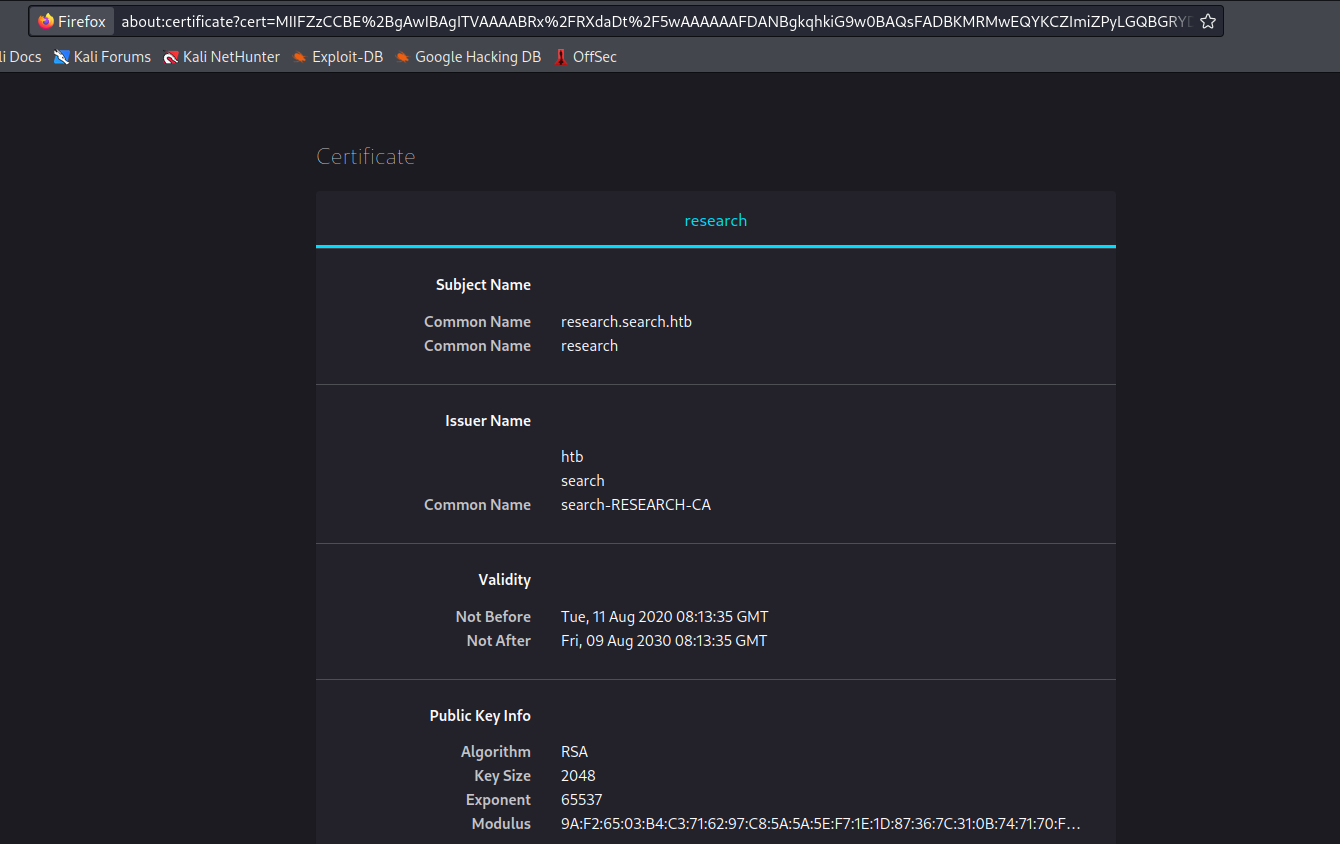 Firefox about:certificate?cert=MIIFZzCCBE%2BgAwIBAgITVAAAABRx%2FRXdaDt%2F5wAAAAAAFDANBgkqhkiG9w0BAQsFADBKMRMwEQYKCZImiZPyLGQBGRYD
li Docs Kali Forums Kali NetHunter Exploit-DB Google Hacking DB OffSec
Certificate
research
Subject Name
Common Name research.search.htb
Common Name research
Issuer Name
htb
search
Common Name search-RESEARCH-CA
Validity
Not Before Tue, 11 Aug 2020 08:13:35 GMT
Not After Fri, 09 Aug 2030 08:13:35 GMT
Public Key Info
Algorithm RSA
Key Size 2048
Exponent 65537
Modulus 9A:F2:65:03:B4:C3:71:62:97:C8:5A:5A:5E:F7:1E:1D:87:36:7C:31:0B:74:71:70:F...